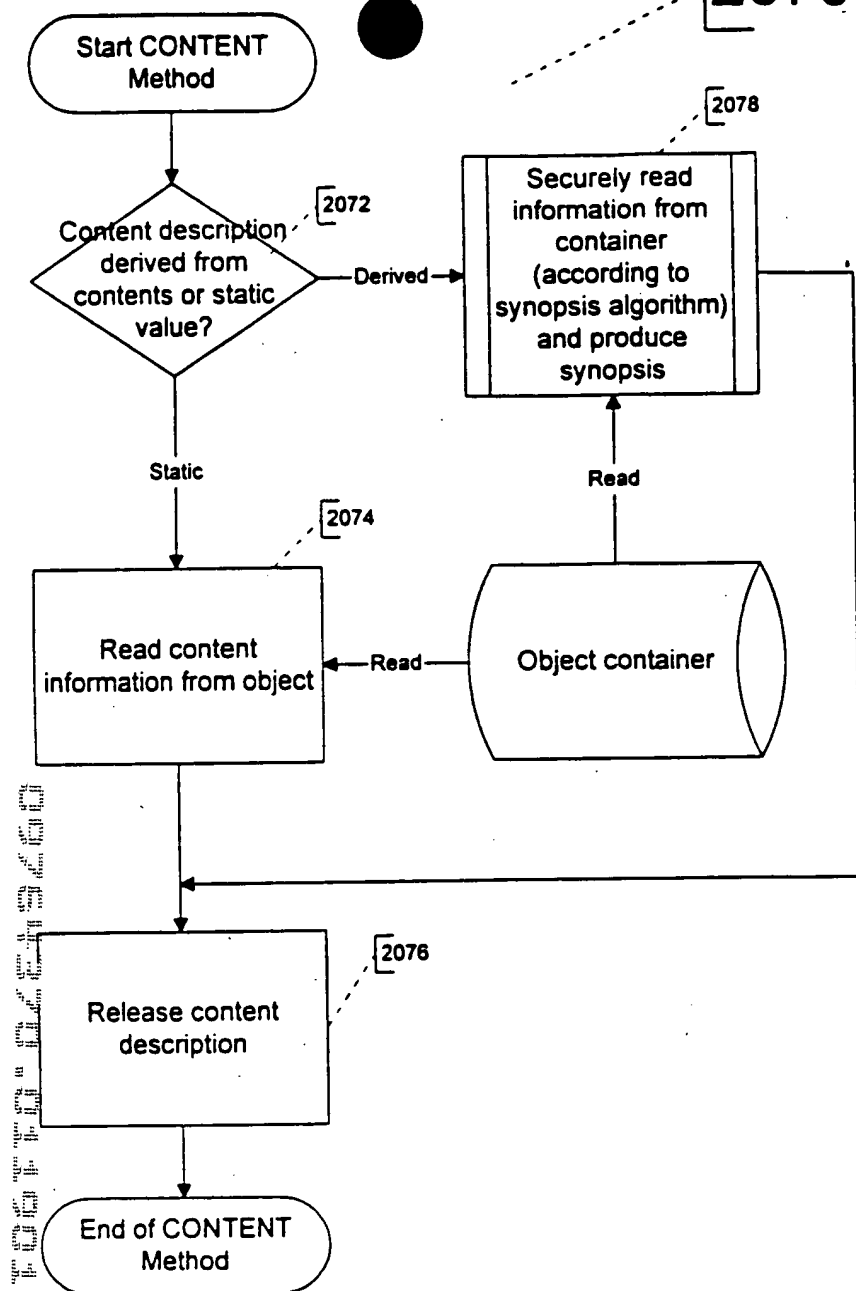 Start CONTENT
Method
2078
2072
Content description
derived from
contents or static
value?
Derived
Securely read
information from
container
(according to
synopsis algorithm)
and produce
synopsis
Static
Read
2074
Read content
information from object
Read
Object container
2076
Release content
description
End of CONTENT
Method